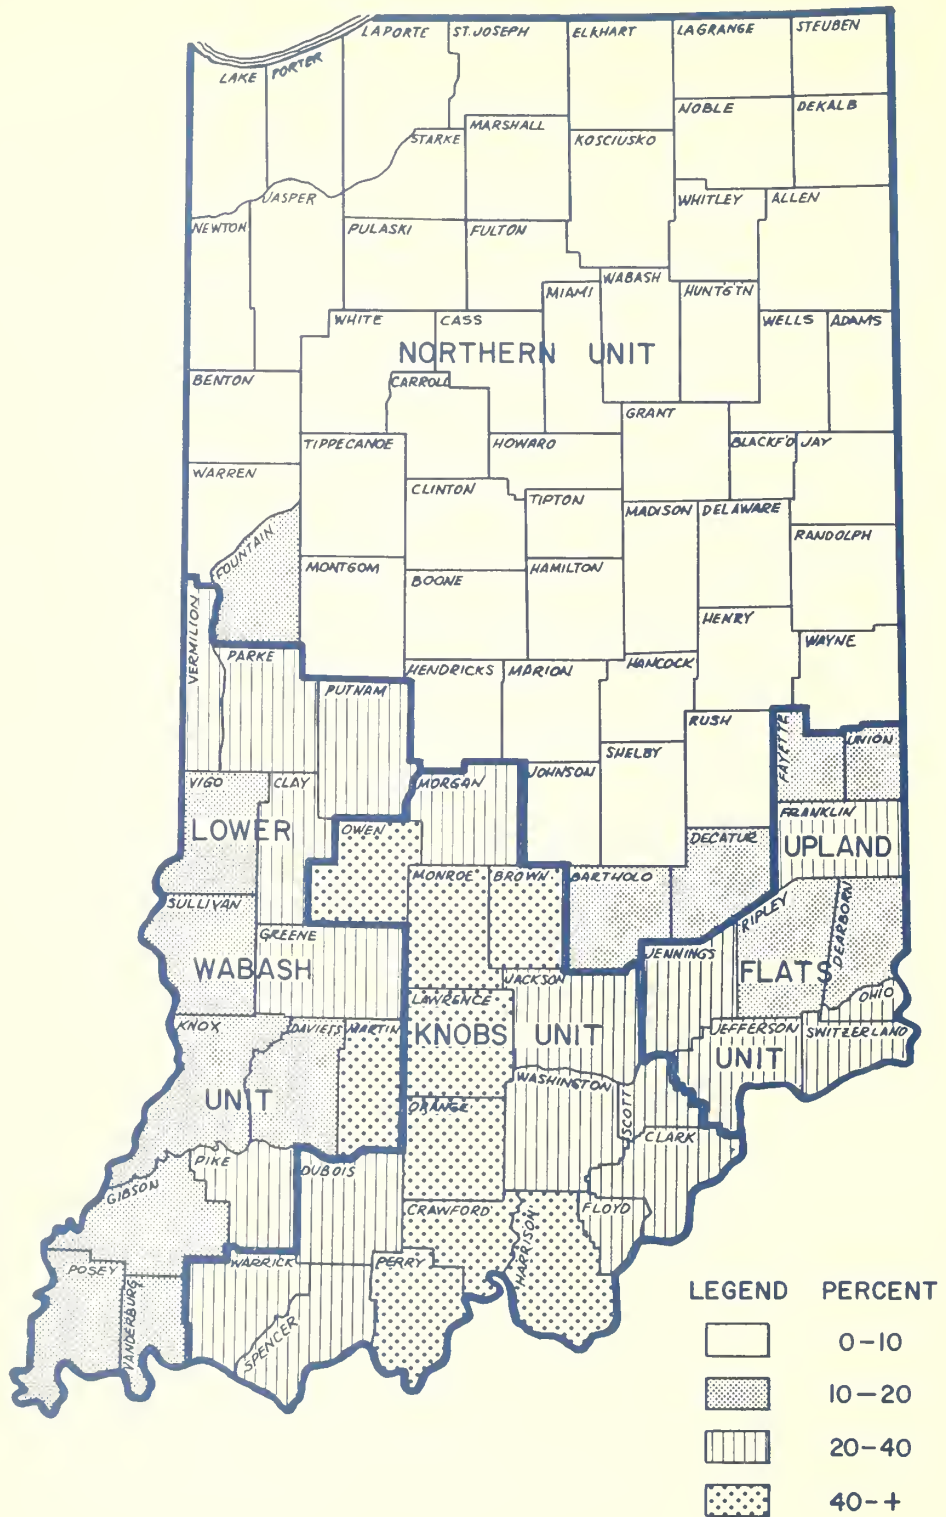 LAPORTE ST. JOSEPH ELKHART LAGRANGE STEUBEN
LAKE PORTER
NOBLE DEKALB
STARKE MARSHALL KOSCIUSKO
JASPER WHITLEY ALLEN
NEWTON PULASKI FULTON
MIAMI WABASH HUNT'G'TN
WHITE CASS WELLS ADAMS
NORTHERN UNIT
BENTON CARROLL
GRANT
TIPPECANOE HOWARD BLACKF'D JAY
WARREN
CLINTON TIPTON
MADISON DELAWARE
FOUNTAIN RANDOLPH
MONTGOM BOONE HAMILTON
VERMILION HENRY
PARKE WAYNE
HENDRICKS MARION HANCOCK
PUTNAM
RUSH FAYETTE UNION
SHELBY
VIGO CLAY MORGAN JOHNSON
FRANKLIN
LOWER OWEN DECATUR UPLAND
MONROE BROWN BARTHOLO
SULLIVAN RIPLEY DEARBORN
GREENE
WABASH JENNINGS FLATS
JACKSON
LAWRENCE OHIO
KNOX DAVIESS MARTIN KNOBS UNIT JEFFERSON SWITZERLAND
UNIT
WASHINGTON
UNIT ORANGE SCOTT
CLARK
PIKE DUBOIS
GIBSON
CRAWFORD HARRISON FLOYD
POSEY WARRICK PERRY
VANDERBURG
SPENCER
LEGEND PERCENT
0-10
10-20
20-40
40-+